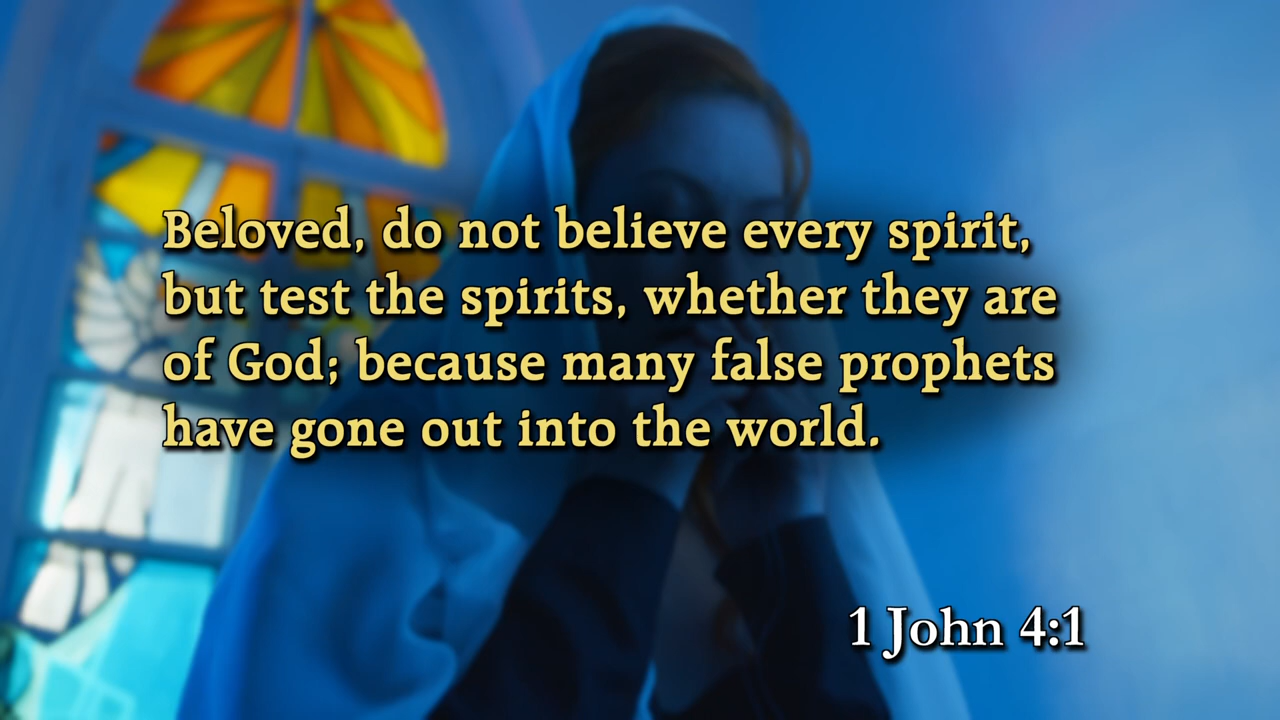 Beloved, do not believe every spirit,
but test the spirits, whether they are
of God; because many false prophets
have gone out into the world.
1 John 4:1